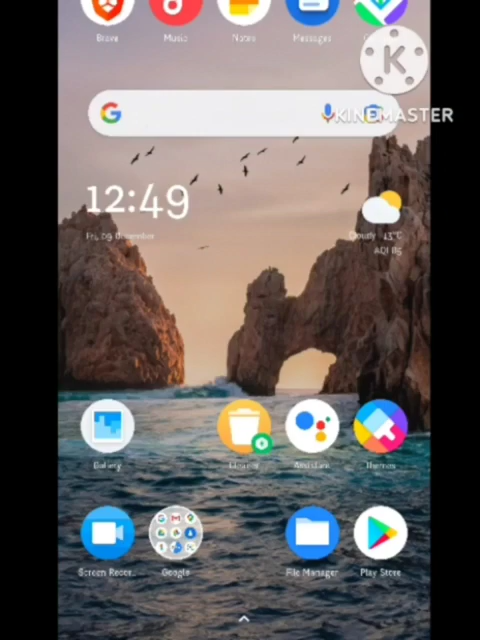 Brave Music Notes Messages
K
KINEMASTER
12:49
Fri, 09 December
Cloudy 13°C
AQI 85
Gallery Cleaner Assistant Themes
Screen Recor.. Google File Manager Play Store